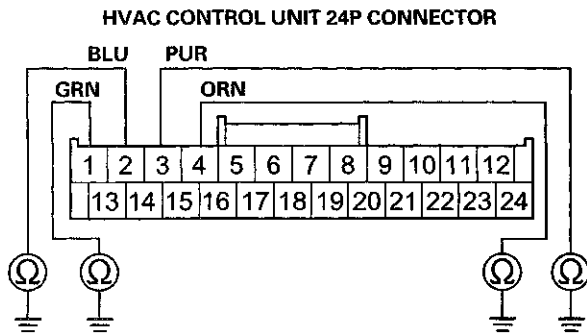 HVAC CONTROL UNIT 24P CONNECTOR
BLU PUR
GRN ORN
1 2 3 4 5 6 7 8 9 10 11 12
13 14 15 16 17 18 19 20 21 22 23 24
Ω Ω Ω Ω